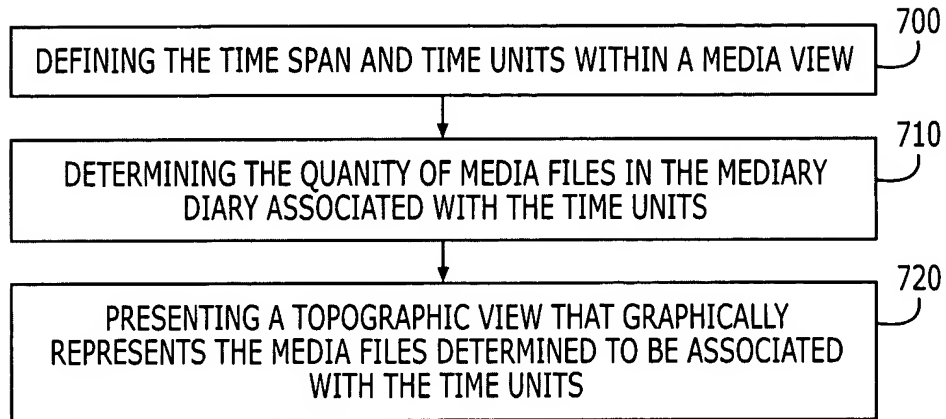 700
DEFINING THE TIME SPAN AND TIME UNITS WITHIN A MEDIA VIEW
710
DETERMINING THE QUANITY OF MEDIA FILES IN THE MEDIARY
DIARY ASSOCIATED WITH THE TIME UNITS
720
PRESENTING A TOPOGRAPHIC VIEW THAT GRAPHICALLY
REPRESENTS THE MEDIA FILES DETERMINED TO BE ASSOCIATED
WITH THE TIME UNITS